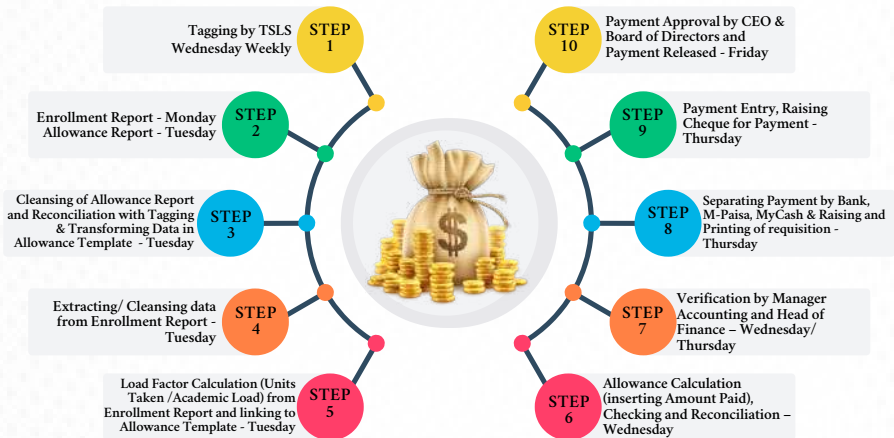 STEP
1
Tagging by TSLS
Wednesday Weekly
STEP
2
Enrollment Report - Monday
Allowance Report - Tuesday
STEP
3
Cleansing of Allowance Report
and Reconciliation with Tagging
& Transforming Data in
Allowance Template - Tuesday
STEP
4
Extracting/ Cleansing data
from Enrollment Report -
Tuesday
STEP
5
Load Factor Calculation (Units
Taken /Academic Load) from
Enrollment Report and linking to
Allowance Template - Tuesday
STEP
6
Allowance Calculation
(inserting Amount Paid),
Checking and Reconciliation –
Wednesday
STEP
7
Verification by Manager
Accounting and Head of
Finance – Wednesday/
Thursday
STEP
8
Separating Payment by Bank,
M-Paisa, MyCash & Raising and
Printing of requisition -
Thursday
STEP
9
Payment Entry, Raising
Cheque for Payment -
Thursday
STEP
10
Payment Approval by CEO &
Board of Directors and
Payment Released - Friday
$